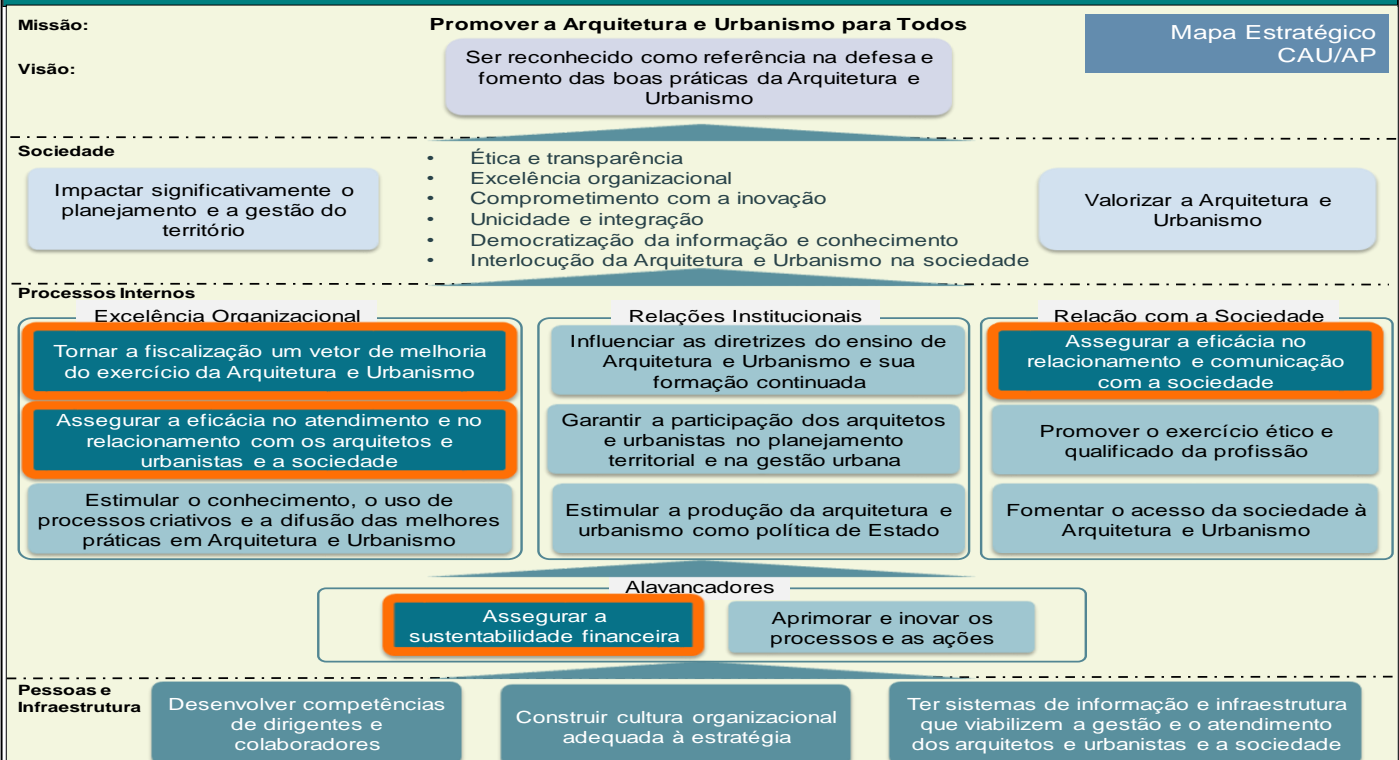 Missão:
Promover a Arquitetura e Urbanismo para Todos
Mapa Estratégico
CAU/AP
Visão:
Ser reconhecido como referência na defesa e
fomento das boas práticas da Arquitetura e
Urbanismo
Sociedade
Impactar significativamente o
planejamento e a gestão do
território
• Ética e transparência
• Excelência organizacional
• Comprometimento com a inovação
• Unicidade e integração
• Democratização da informação e conhecimento
• Interlocução da Arquitetura e Urbanismo na sociedade
Valorizar a Arquitetura e
Urbanismo
Processos Internos
Excelência Organizacional
Tornar a fiscalização um vetor de melhoria
do exercício da Arquitetura e Urbanismo
Assegurar a eficácia no atendimento e no
relacionamento com os arquitetos e
urbanistas e a sociedade
Estimular o conhecimento, o uso de
processos criativos e a difusão das melhores
práticas em Arquitetura e Urbanismo
Relações Institucionais
Influenciar as diretrizes do ensino de
Arquitetura e Urbanismo e sua
formação continuada
Garantir a participação dos arquitetos
e urbanistas no planejamento
territorial e na gestão urbana
Estimular a produção da arquitetura e
urbanismo como política de Estado
Relação com a Sociedade
Assegurar a eficácia no
relacionamento e comunicação
com a sociedade
Promover o exercício ético e
qualificado da profissão
Fomentar o acesso da sociedade à
Arquitetura e Urbanismo
Alavancadores
Assegurar a
sustentabilidade financeira
Aprimorar e inovar os
processos e as ações
Pessoas e
Infraestrutura
Desenvolver competências
de dirigentes e
colaboradores
Construir cultura organizacional
adequada à estratégia
Ter sistemas de informação e infraestrutura
que viabilizem a gestão e o atendimento
dos arquitetos e urbanistas e a sociedade